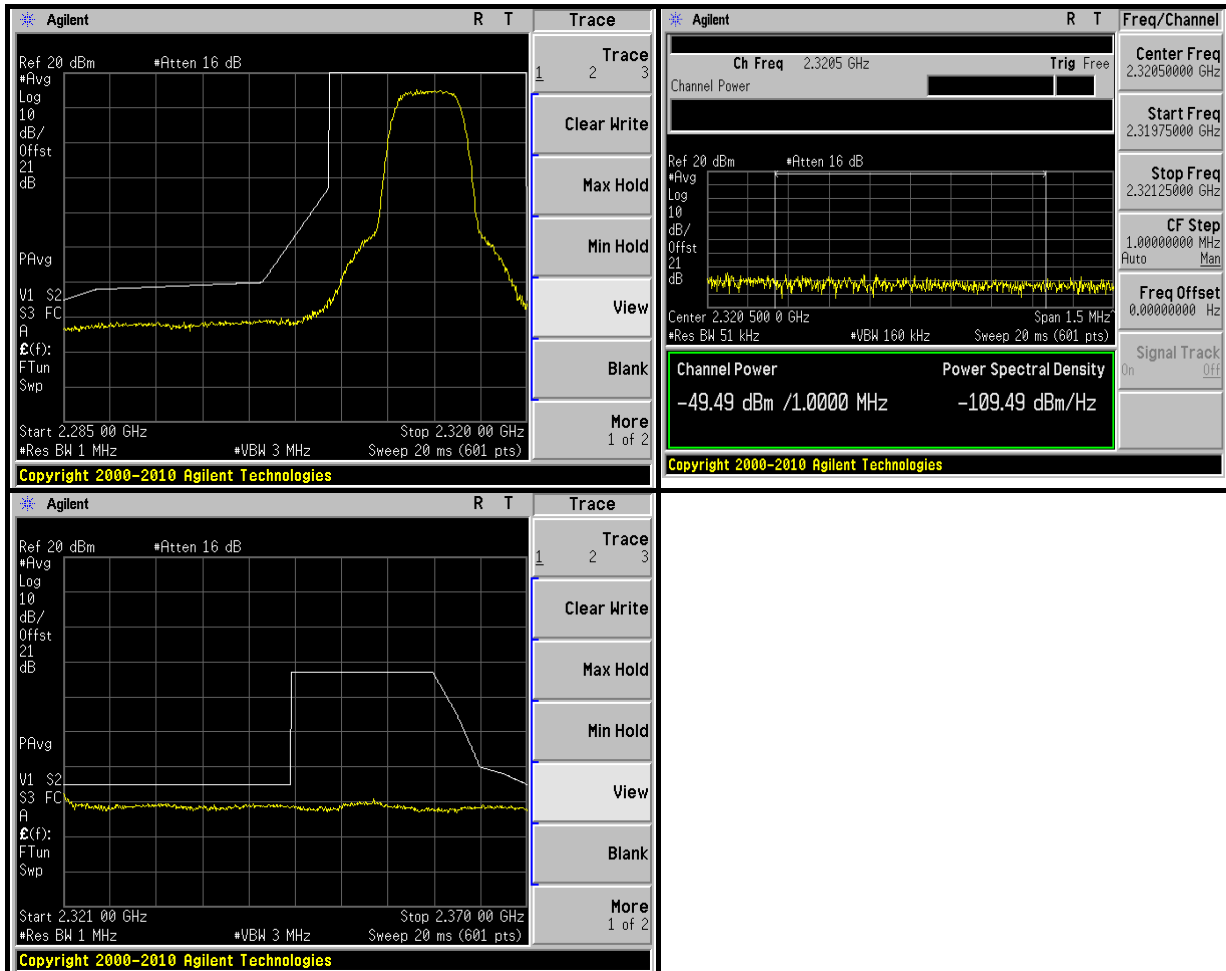 Agilent R T Trace
Ref 20 dBm #Atten 16 dB
#Avg
Log
10
dB/
Offst
21
dB
PAvg
V1 S2
S3 FC
A
£(f):
FTun
Swp
Start 2.285 00 GHz Stop 2.320 00 GHz
#Res BW 1 MHz #VBW 3 MHz Sweep 20 ms (601 pts)
Copyright 2000-2010 Agilent Technologies
Trace
1 2 3
Clear Write
Max Hold
Min Hold
View
Blank
More
1 of 2
Agilent R T Freq/Channel
Ch Freq 2.3205 GHz Trig Free
Channel Power
Ref 20 dBm #Atten 16 dB
#Avg
Log
10
dB/
Offst
21
dB
Center 2.320 500 0 GHz Span 1.5 MHz^
#Res BW 51 kHz #VBW 160 kHz Sweep 20 ms (601 pts)
Channel Power Power Spectral Density
-49.49 dBm /1.0000 MHz -109.49 dBm/Hz
Copyright 2000-2010 Agilent Technologies
Center Freq
2.32050000 GHz
Start Freq
2.31975000 GHz
Stop Freq
2.32125000 GHz
CF Step
1.00000000 MHz
Auto Man
Freq Offset
0.00000000 Hz
Signal Track
On Off
Agilent R T Trace
Ref 20 dBm #Atten 16 dB
#Avg
Log
10
dB/
Offst
21
dB
PAvg
V1 S2
S3 FC
A
£(f):
FTun
Swp
Start 2.321 00 GHz Stop 2.370 00 GHz
#Res BW 1 MHz #VBW 3 MHz Sweep 20 ms (601 pts)
Copyright 2000-2010 Agilent Technologies
Trace
1 2 3
Clear Write
Max Hold
Min Hold
View
Blank
More
1 of 2